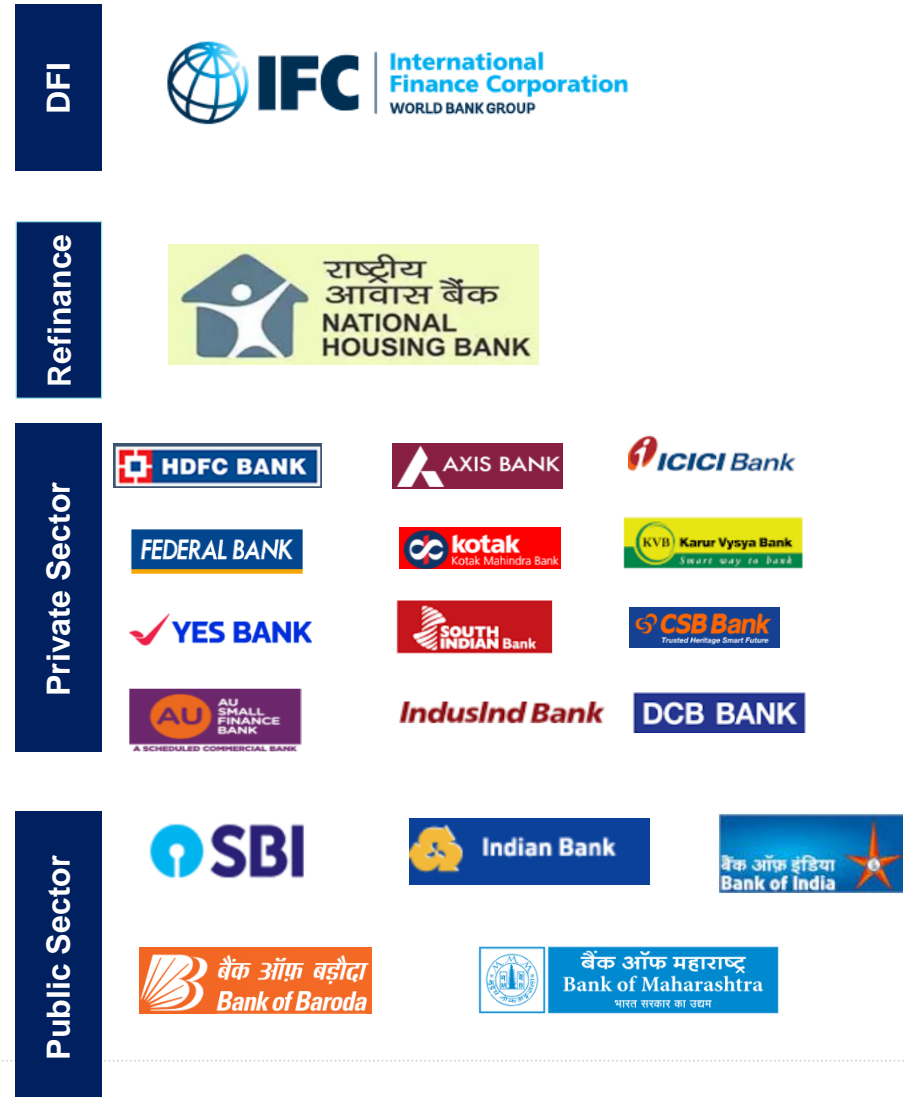 DFI
IFC
International
Finance Corporation
WORLD BANK GROUP
Refinance
राष्ट्रीय
आवास बैंक
NATIONAL
HOUSING BANK
Private Sector
HDFC BANK
AXIS BANK
ICICI Bank
FEDERAL BANK
kotak
Kotak Mahindra Bank
KVB
Karur Vysya Bank
Smart way to bank
YES BANK
SOUTH
INDIAN Bank
CSB Bank
Trusted Heritage Smart Future
AU
AU
SMALL
FINANCE
BANK
A SCHEDULED COMMERCIAL BANK
IndusInd Bank
DCB BANK
Public Sector
SBI
Indian Bank
बैंक ऑफ़ इंडिया
Bank of India
बैंक ऑफ़ बड़ौदा
Bank of Baroda
बैंक ऑफ महाराष्ट्र
Bank of Maharashtra
भारत सरकार का उद्यम